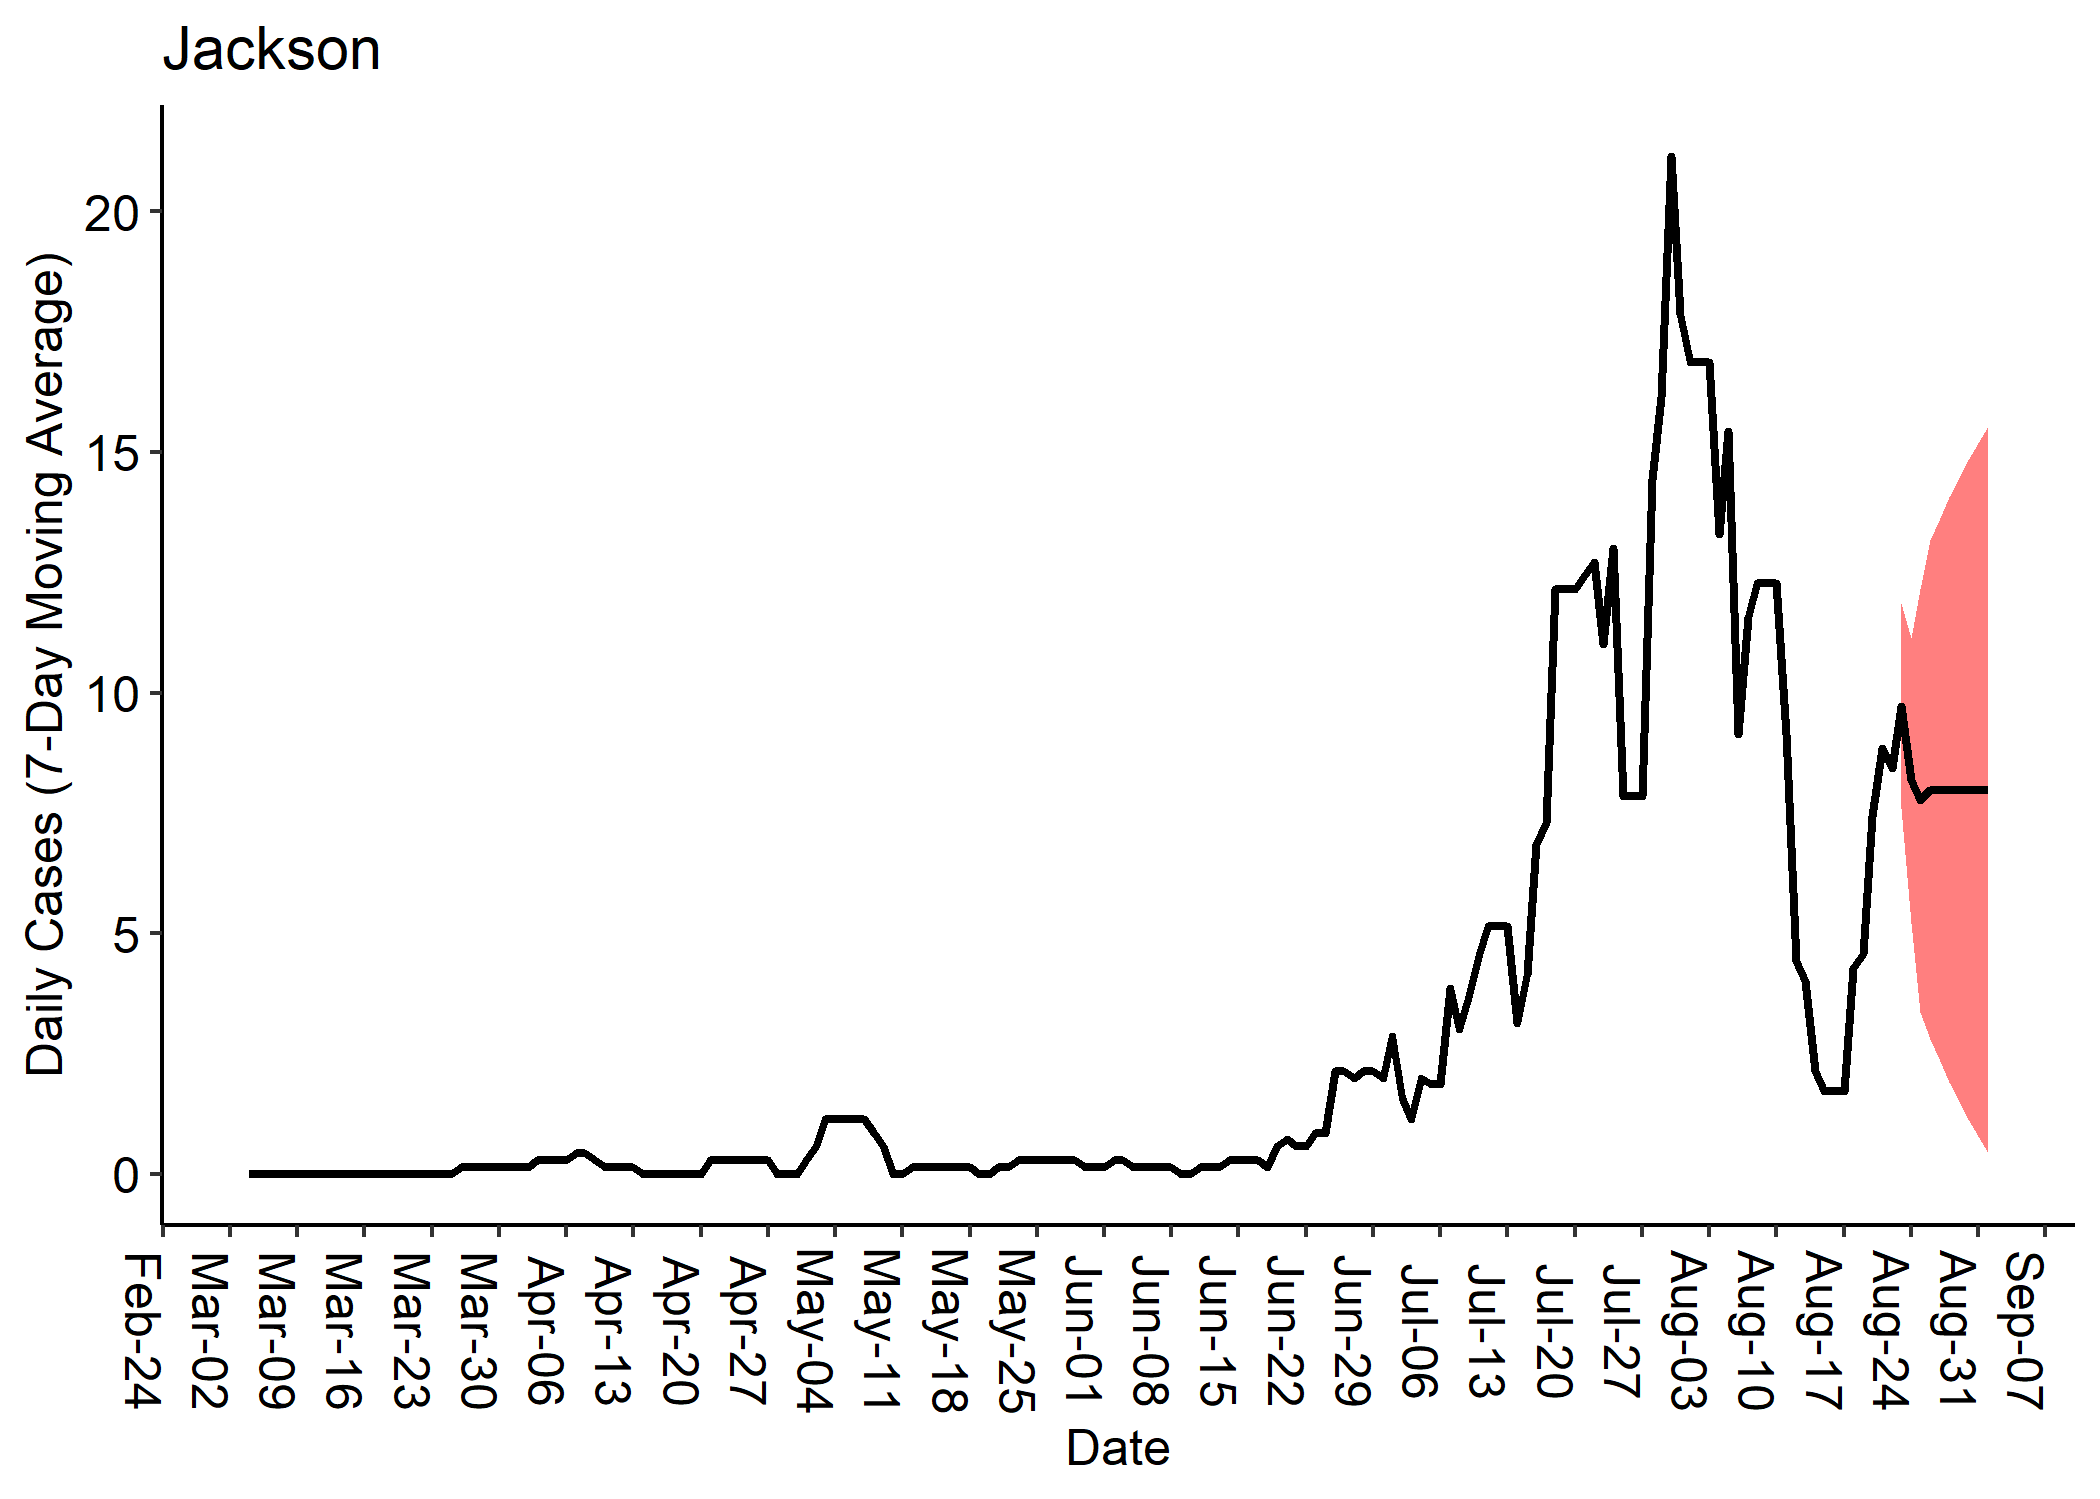 Jackson
Daily Cases (7-Day Moving Average)
20
15
10
5
0
Feb-24
Mar-02
Mar-09
Mar-16
Mar-23
Mar-30
Apr-06
Apr-13
Apr-20
Apr-27
May-04
May-11
May-18
May-25
Jun-01
Jun-08
Jun-15
Jun-22
Jun-29
Jul-06
Jul-13
Jul-20
Jul-27
Aug-03
Aug-10
Aug-17
Aug-24
Aug-31
Sep-07
Date